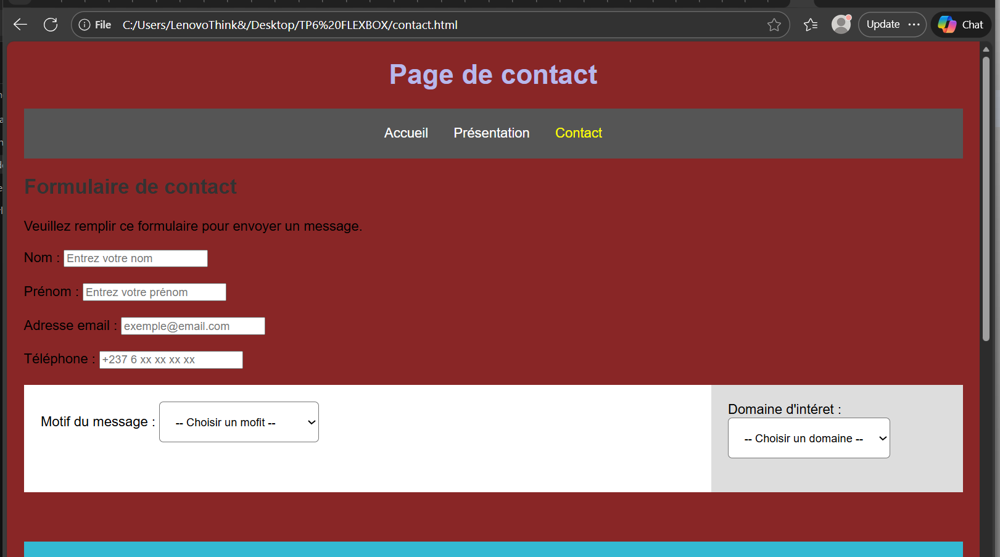 File C:/Users/LenovoThink&/Desktop/TP6%20FLEXBOX/contact.html
Update
Chat
Page de contact
Accueil Présentation Contact
Formulaire de contact
Veuillez remplir ce formulaire pour envoyer un message.
Nom : Entrez votre nom
Prénom : Entrez votre prénom
Adresse email : exemple@email.com
Téléphone : +237 6 xx xx xx xx
Motif du message : -- Choisir un mofit --
Domaine d'intéret :
-- Choisir un domaine --